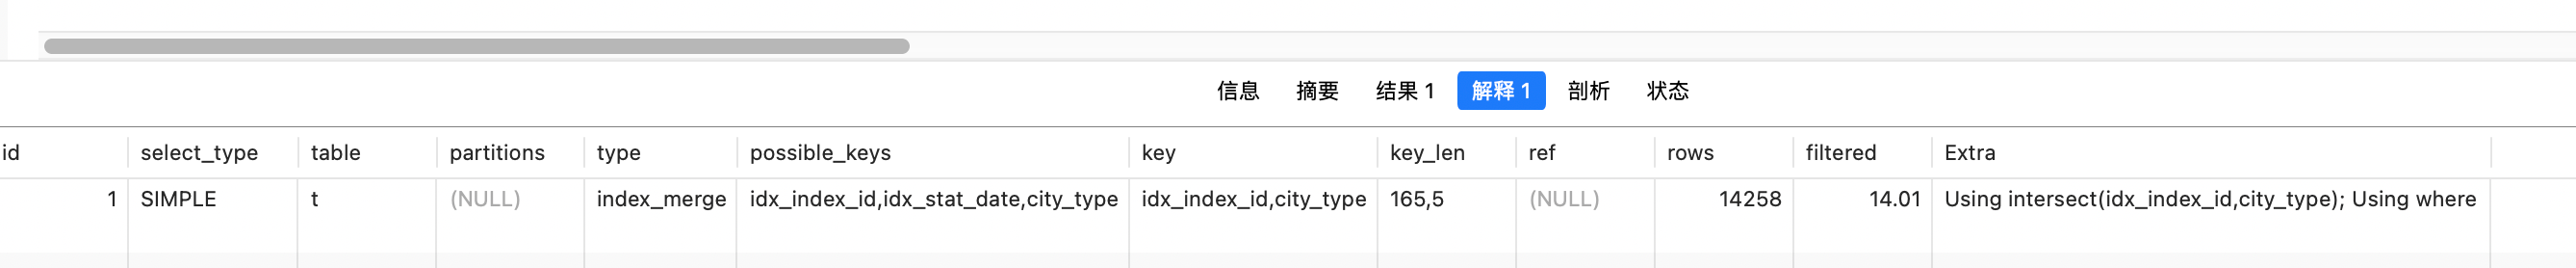 信息 摘要 结果 1 解释 1 剖析 状态
id select_type table partitions type possible_keys key key_len ref rows filtered Extra
1 SIMPLE t (NULL) index_merge idx_index_id,idx_stat_date,city_type idx_index_id,city_type 165,5 (NULL) 14258 14.01 Using intersect(idx_index_id,city_type); Using where